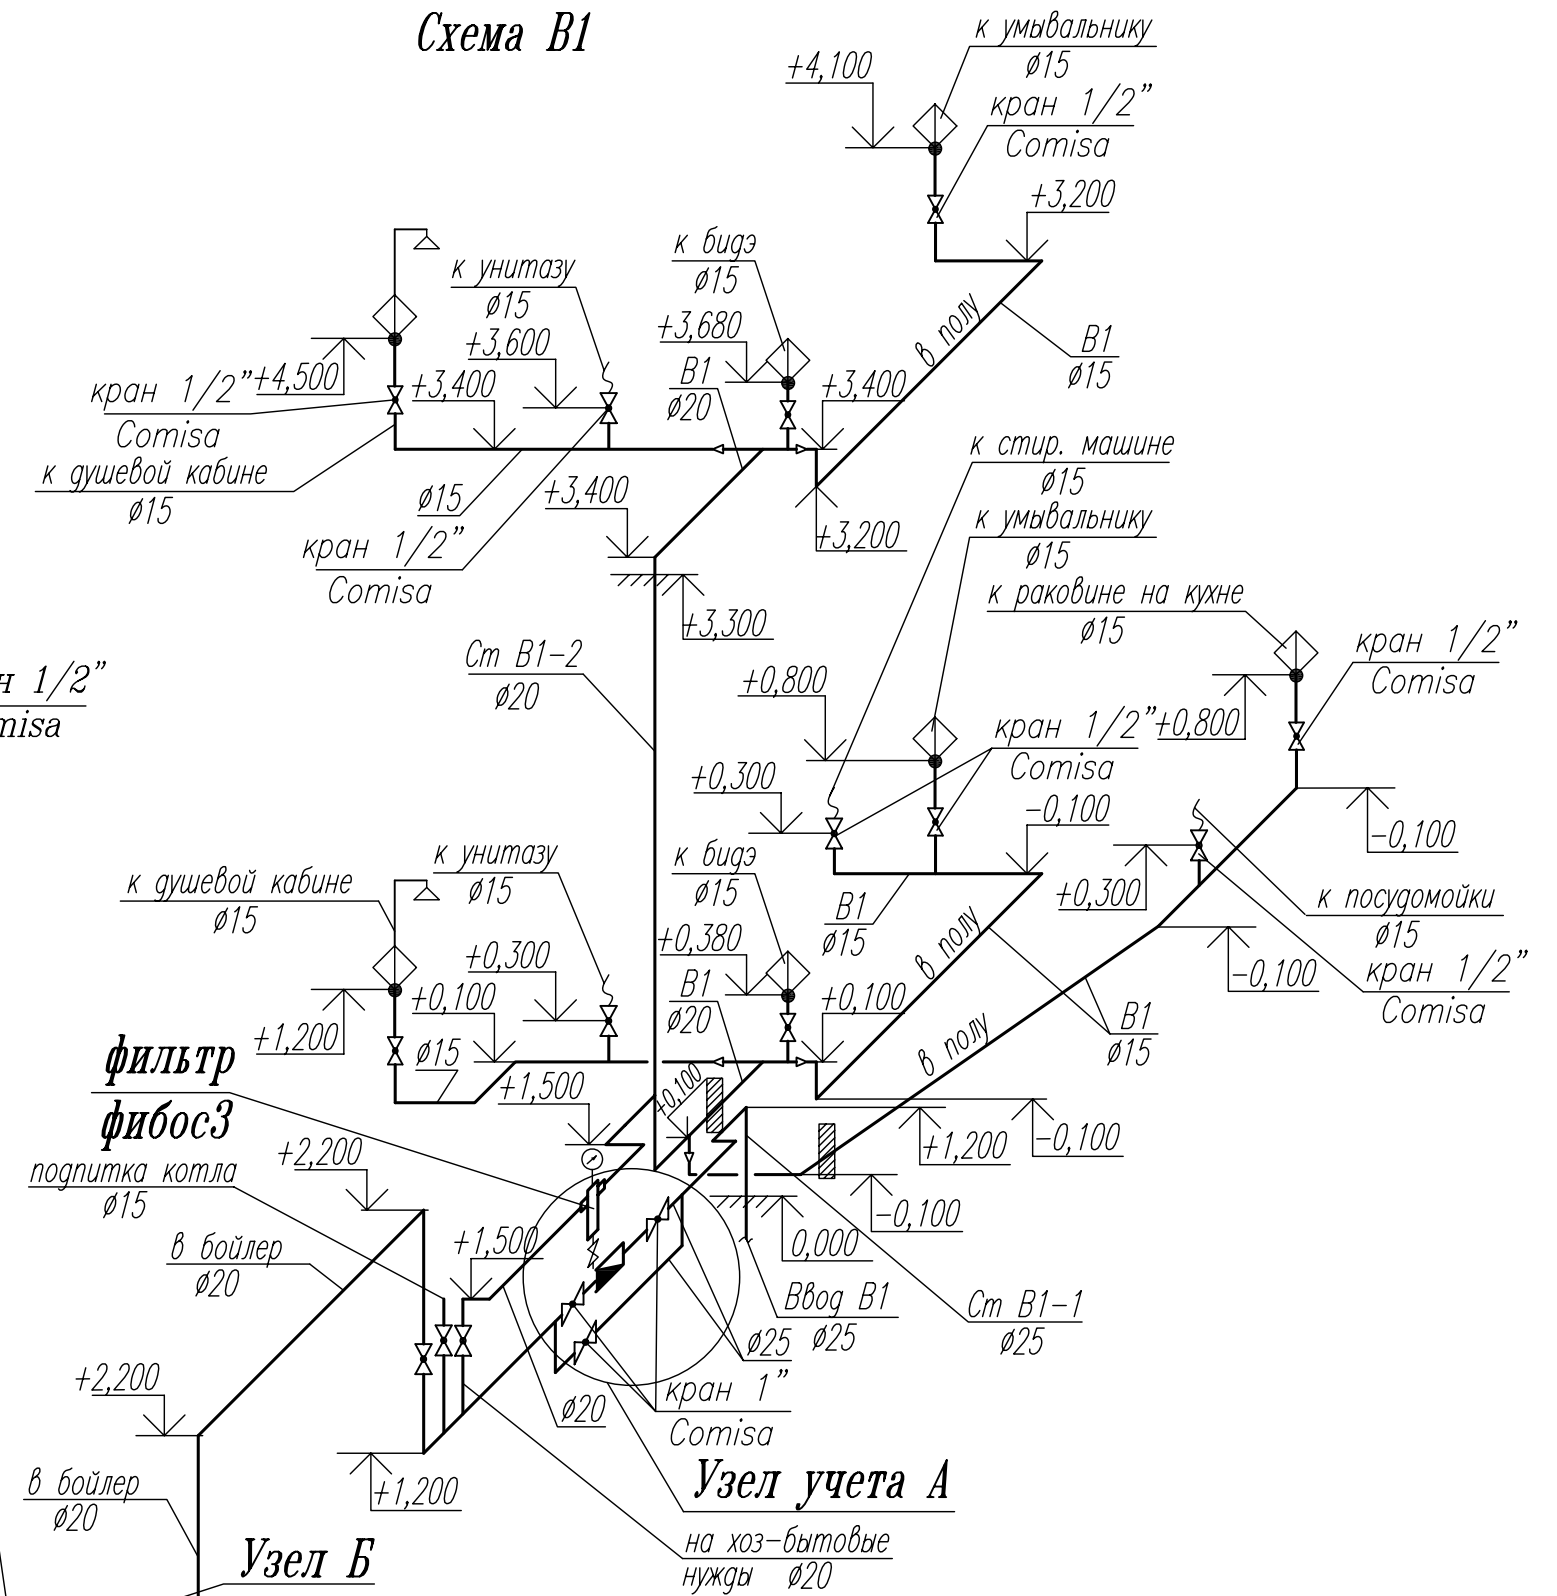 Схема В1
к умывальнику
ø15
+4,100
кран 1/2"
Comisa
+3,200
к бидэ
ø15
к унитазу
ø15
+3,680
+3,600
в полу
В1
ø15
+4,500
+3,400
В1
ø20
+3,400
кран 1/2"
Comisa
к душевой кабине
ø15
ø15
+3,400
к стир. машине
ø15
+3,200
кран 1/2"
Comisa
к умывальнику
ø15
к раковине на кухне
ø15
+3,300
кран 1/2"
Comisa
Ст В1-2
ø20
н 1/2"
misa
+0,800
кран 1/2"
Comisa
+0,800
+0,300
-0,100
-0,100
к унитазу
ø15
к бидэ
ø15
к душевой кабине
ø15
+0,300
к посудомойки
ø15
В1
ø15
в полу
+0,380
+0,300
-0,100
кран 1/2"
Comisa
+0,100
В1
ø20
+0,100
+1,200
ø15
В1
ø15
в полу
фильтр
фибос3
+1,500
+0,100
+2,200
+1,200
-0,100
подпитка котла
ø15
-0,100
0,000
в бойлер
ø20
+1,500
Ввод В1
ø25
Ст В1-1
ø25
ø25
+2,200
ø20
кран 1"
Comisa
в бойлер
ø20
+1,200
Узел учета А
на хоз-бытовые
нужды ø20
Узел Б